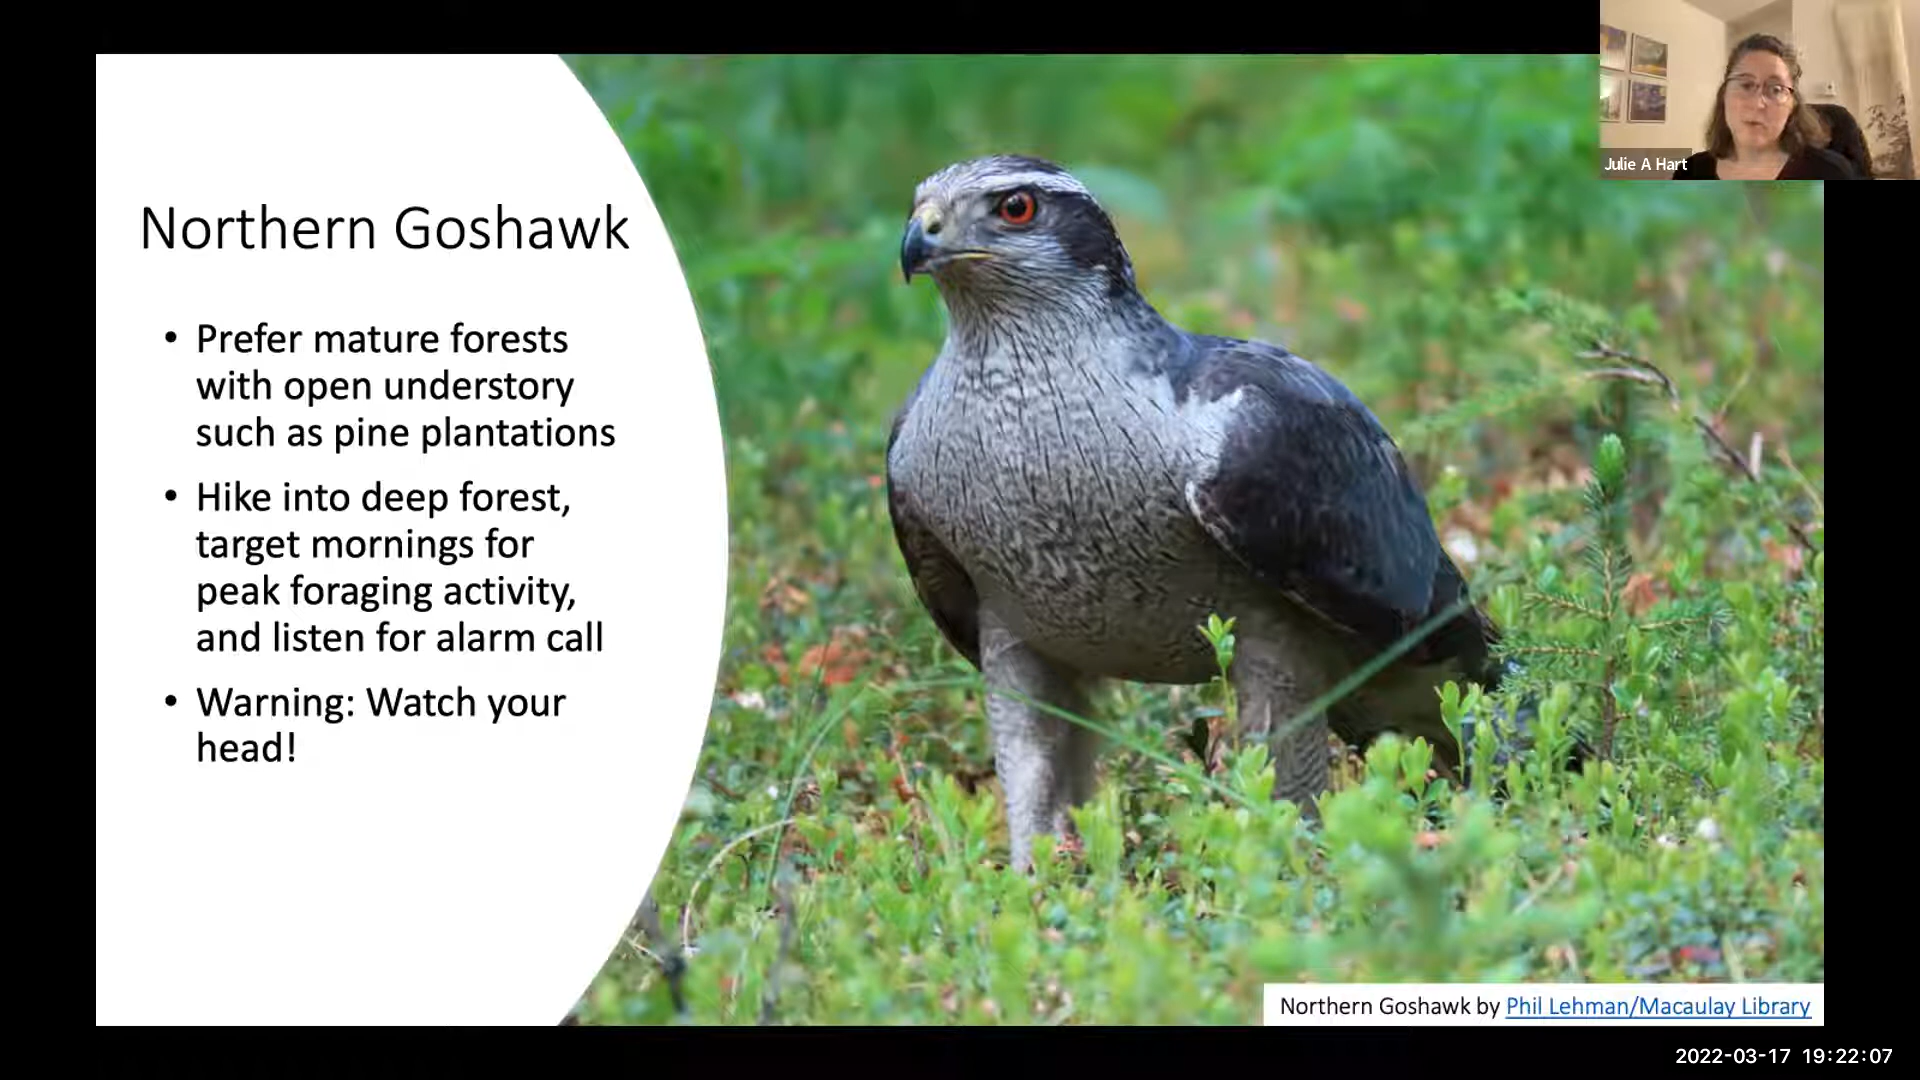 Julie A Hart
Northern Goshawk
• Prefer mature forests
with open understory
such as pine plantations
• Hike into deep forest,
target mornings for
peak foraging activity,
and listen for alarm call
• Warning: Watch your
head!
Northern Goshawk by Phil Lehman/Macaulay Library
2022-03-17 19:22:07